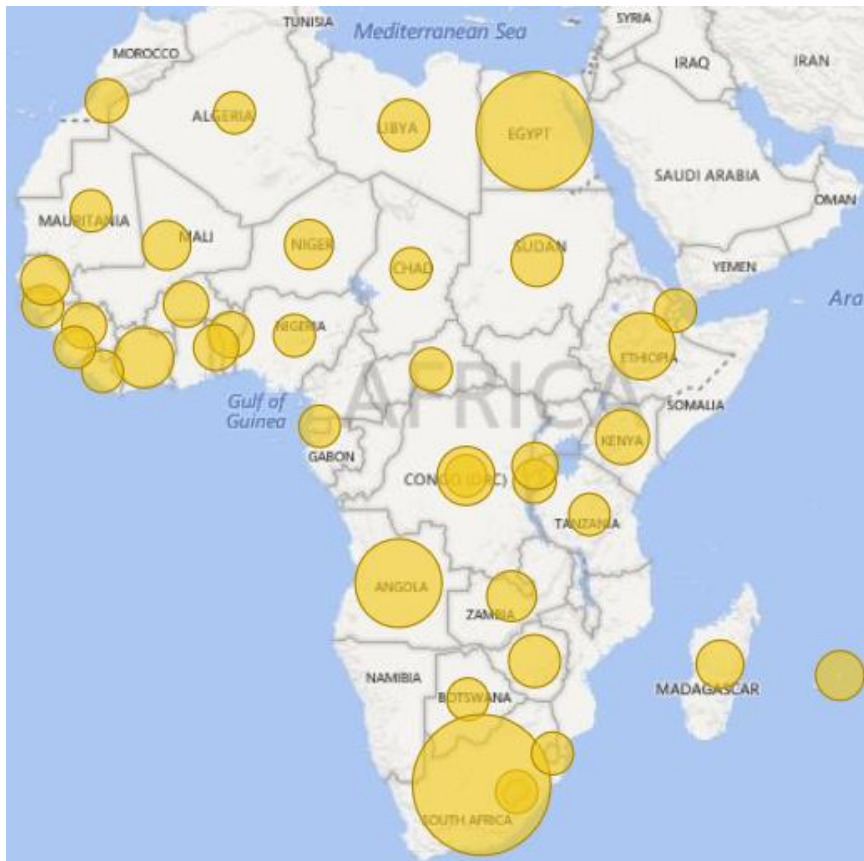 TUNISIA
SYRIA
Mediterranean Sea
MOROCCO
IRAQ
IRAN
ALGERIA
LIBYA
EGYPT
SAUDI ARABIA
OMAN
MAURITANIA
MALI
NIGER
CHAD
SUDAN
YEMEN
Ara
NIGERIA
ETHIOPIA
AFRICA
SOMALIA
Gulf of
Guinea
KENYA
GABON
CONGO (DRC)
TANZANIA
ANGOLA
ZAMBIA
NAMIBIA
BOTSWANA
MADAGASCAR
SOUTH AFRICA